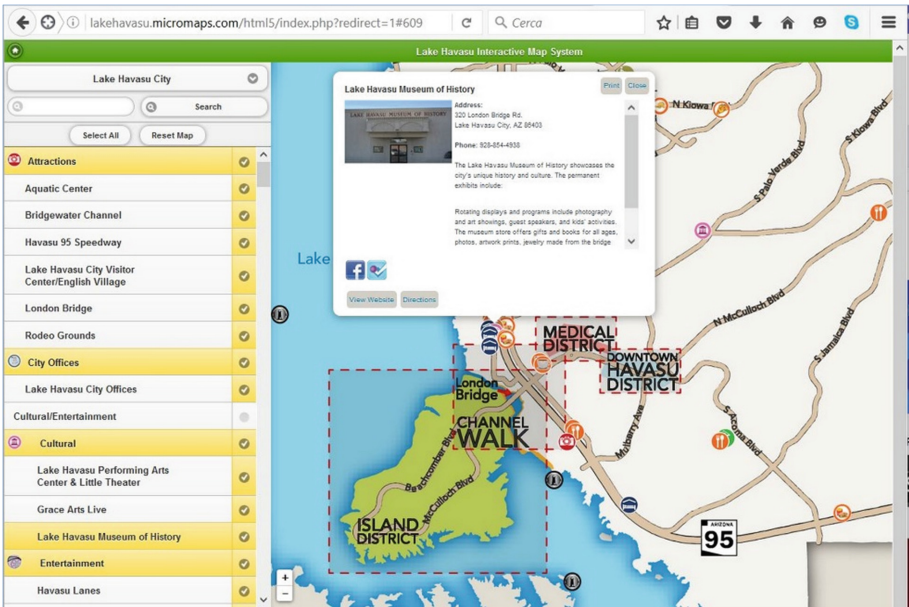 lakehavasu.micromaps.com/html5/index.php?redirect=1#609
Cerca
Lake Havasu Interactive Map System
Lake Havasu City
Search
Select All
Reset Map
Attractions
Aquatic Center
Bridgewater Channel
Havasu 95 Speedway
Lake Havasu City Visitor
Center/English Village
London Bridge
Rodeo Grounds
City Offices
Lake Havasu City Offices
Cultural/Entertainment
Cultural
Lake Havasu Performing Arts
Center & Little Theater
Grace Arts Live
Lake Havasu Museum of History
Entertainment
Havasu Lanes
Lake Havasu Museum of History
Print
Close
LAKE HAVASU MUSEUM OF HISTORY
Address:
320 London Bridge Rd.
Lake Havasu City, AZ 86403
Phone: 928-854-4938
The Lake Havasu Museum of History showcases the
city's unique history and culture. The permanent
exhibits include:
Rotating displays and programs include photography
and art showings, guest speakers, and kids' activities.
The museum store offers gifts and books for all ages,
photos, artwork prints, jewelry made from the bridge
View Website
Directions
Lake
N Kiowa
S Kiowa Blvd
S Palo Verde Blvd
N McCulloch Blvd
S Jamaica Blvd
MEDICAL
DISTRICT
DOWNTOWN
HAVASU
DISTRICT
London
Bridge
CHANNEL
WALK
Mulberry Ave
S Acoma Blvd
Beachcomber Blvd
McCulloch Blvd
ISLAND
DISTRICT
ARIZONA
95
+
-